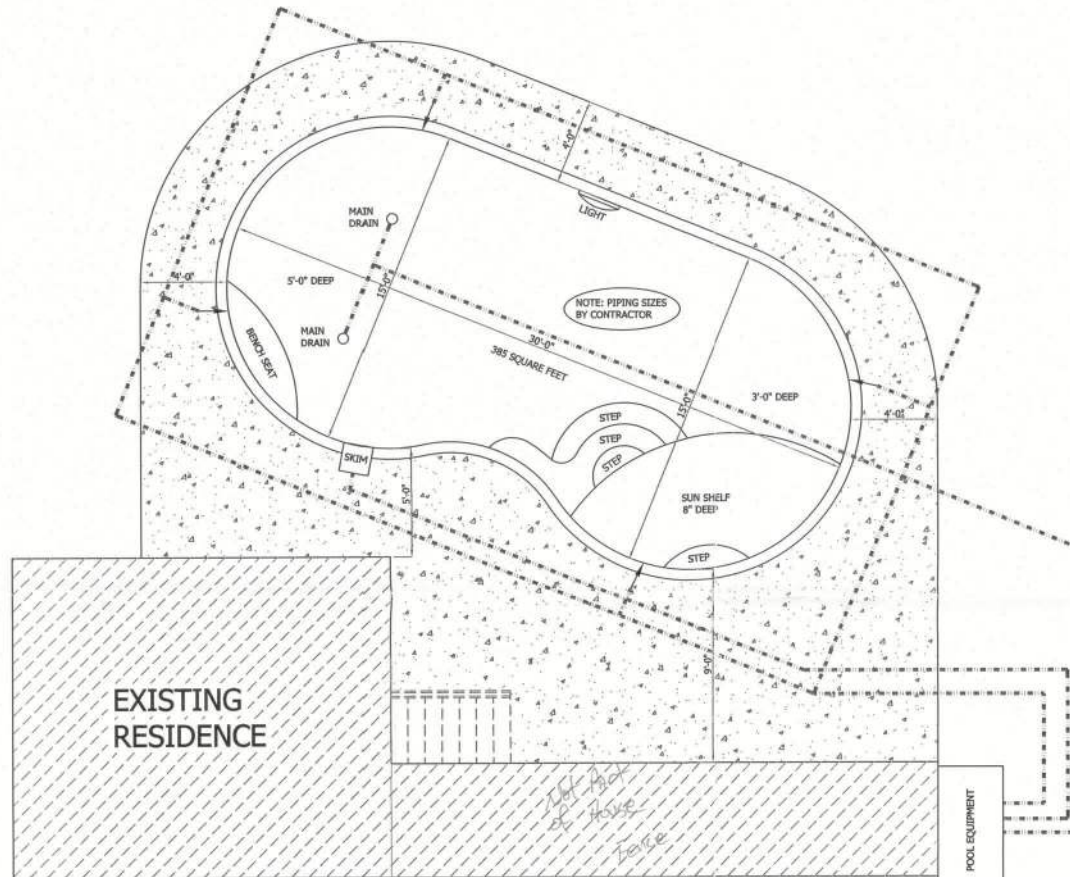 4'-0"
LIGHT
MAIN
DRAIN
4'-0"
5'-0" DEEP
15'-0"
NOTE: PIPING SIZES
BY CONTRACTOR
MAIN
DRAIN
BENCH SEAT
30'-0"
385 SQUARE FEET
15'-0"
3'-0" DEEP
4'-0"
STEP
STEP
STEP
SKIM
5'-0"
SUN SHELF
8" DEEP
STEP
9'-0"
EXISTING
RESIDENCE
Not Part
of House
Fence
POOL EQUIPMENT